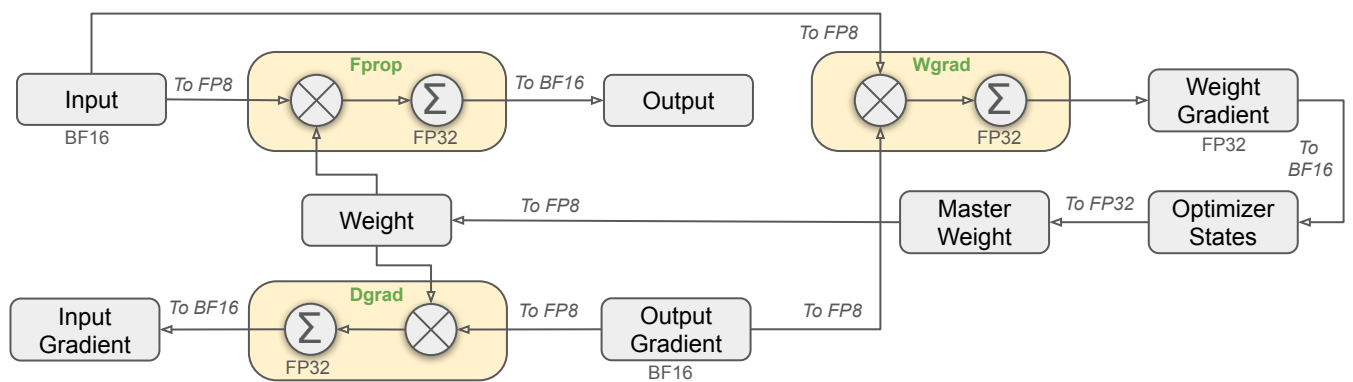 To FP8
Fprop
Wgrad
Input
BF16
To FP8
Σ
FP32
To BF16
Output
Σ
FP32
Weight
Gradient
FP32
To
BF16
Weight
To FP8
Master
Weight
To FP32
Optimizer
States
Dgrad
Input
Gradient
To BF16
Σ
FP32
To FP8
Output
Gradient
BF16
To FP8